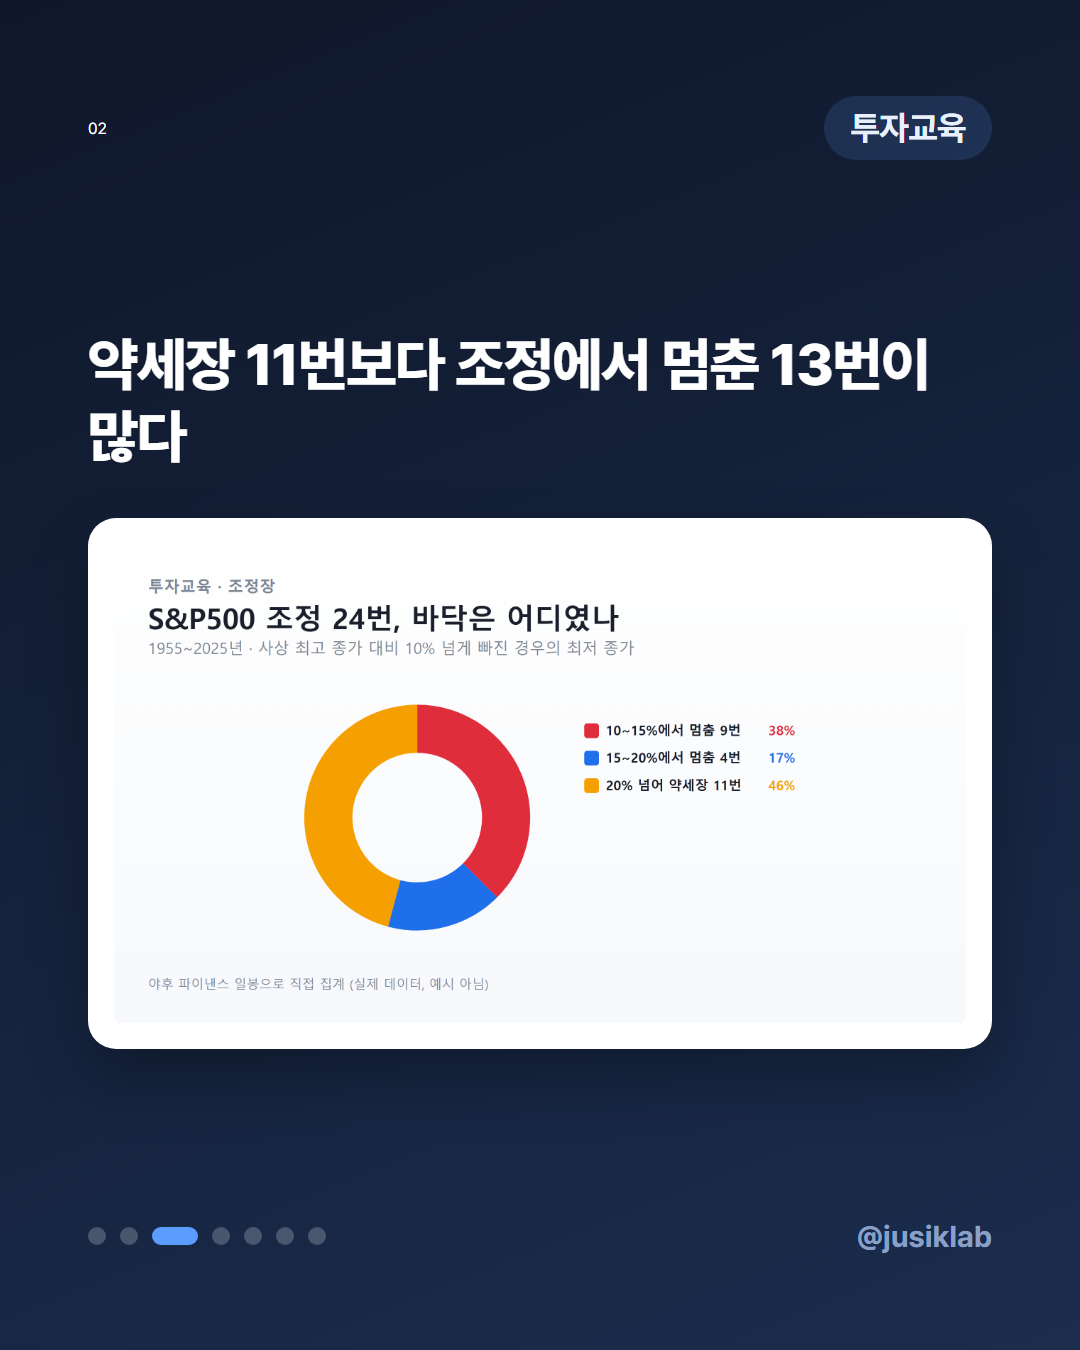 02
투자교육
약세장 11번보다 조정에서 멈춘 13번이
많다
투자교육 · 조정장
S&P500 조정 24번, 바닥은 어디였나
1955~2025년 · 사상 최고 종가 대비 10% 넘게 빠진 경우의 최저 종가
10~15%에서 멈춤 9번 38%
15~20%에서 멈춤 4번 17%
20% 넘어 약세장 11번 46%
야후 파이낸스 일봉으로 직접 집계 (실제 데이터, 예시 아님)
@jusiklab